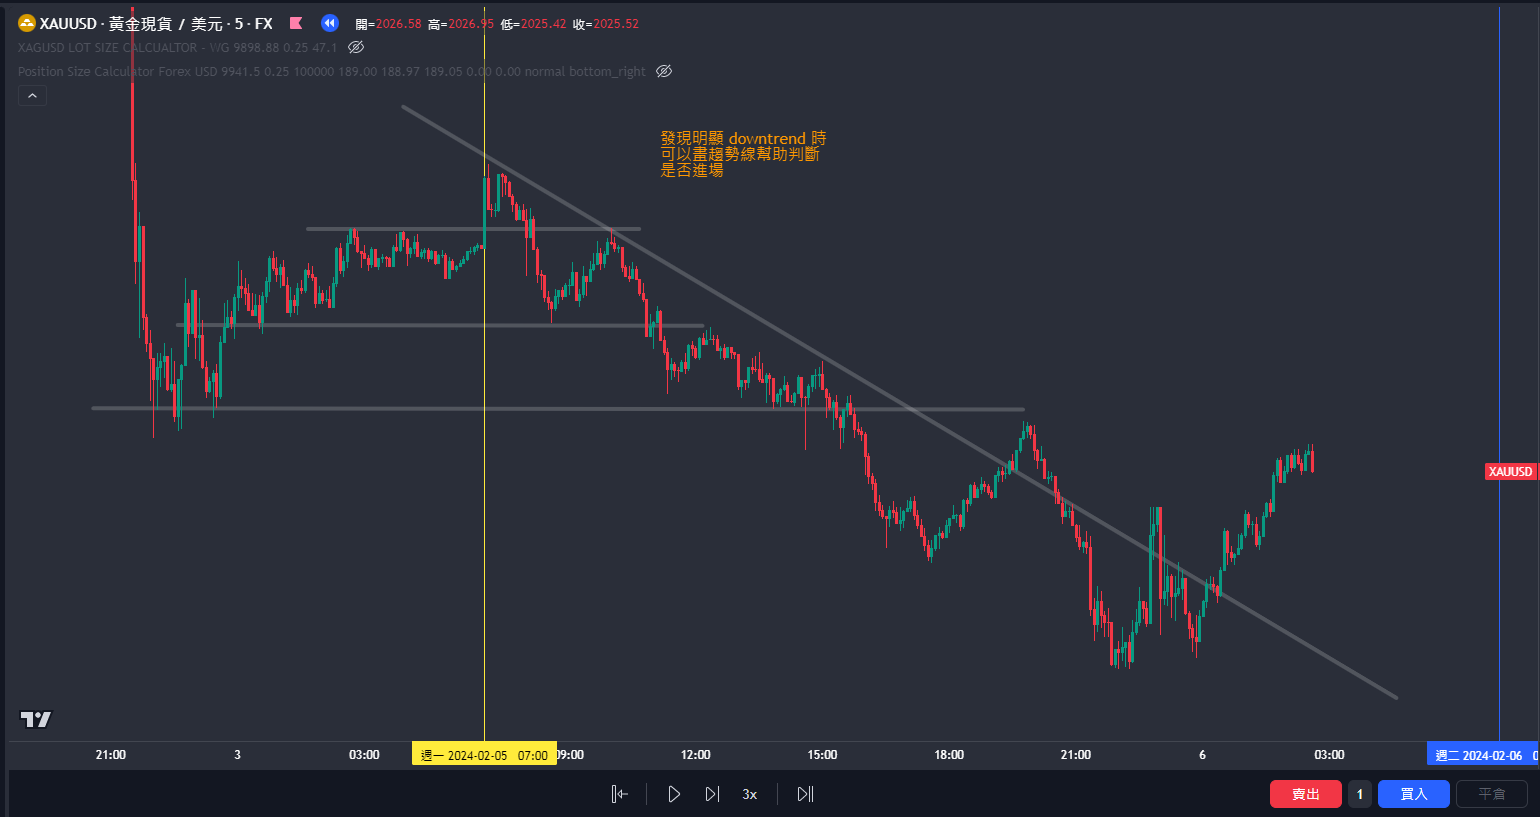 XAUUSD · 黃金現貨 / 美元 · 5 · FX 開=2026.58 高=2026.95 低=2025.42 收=2025.52
XAGUSD LOT SIZE CALCUALTOR - WG 9898.88 0.25 47.1
Position Size Calculator Forex USD 9941.5 0.25 100000 189.00 188.97 189.05 0.00 0.00 normal bottom_right
發現明顯 downtrend 時
可以畫趨勢線幫助判斷
是否進場
XAUUSD
21:00 3 03:00 週一 2024-02-05 07:00 09:00 12:00 15:00 18:00 21:00 6 03:00 週二 2024-02-06
3x 賣出 1 買入 平倉